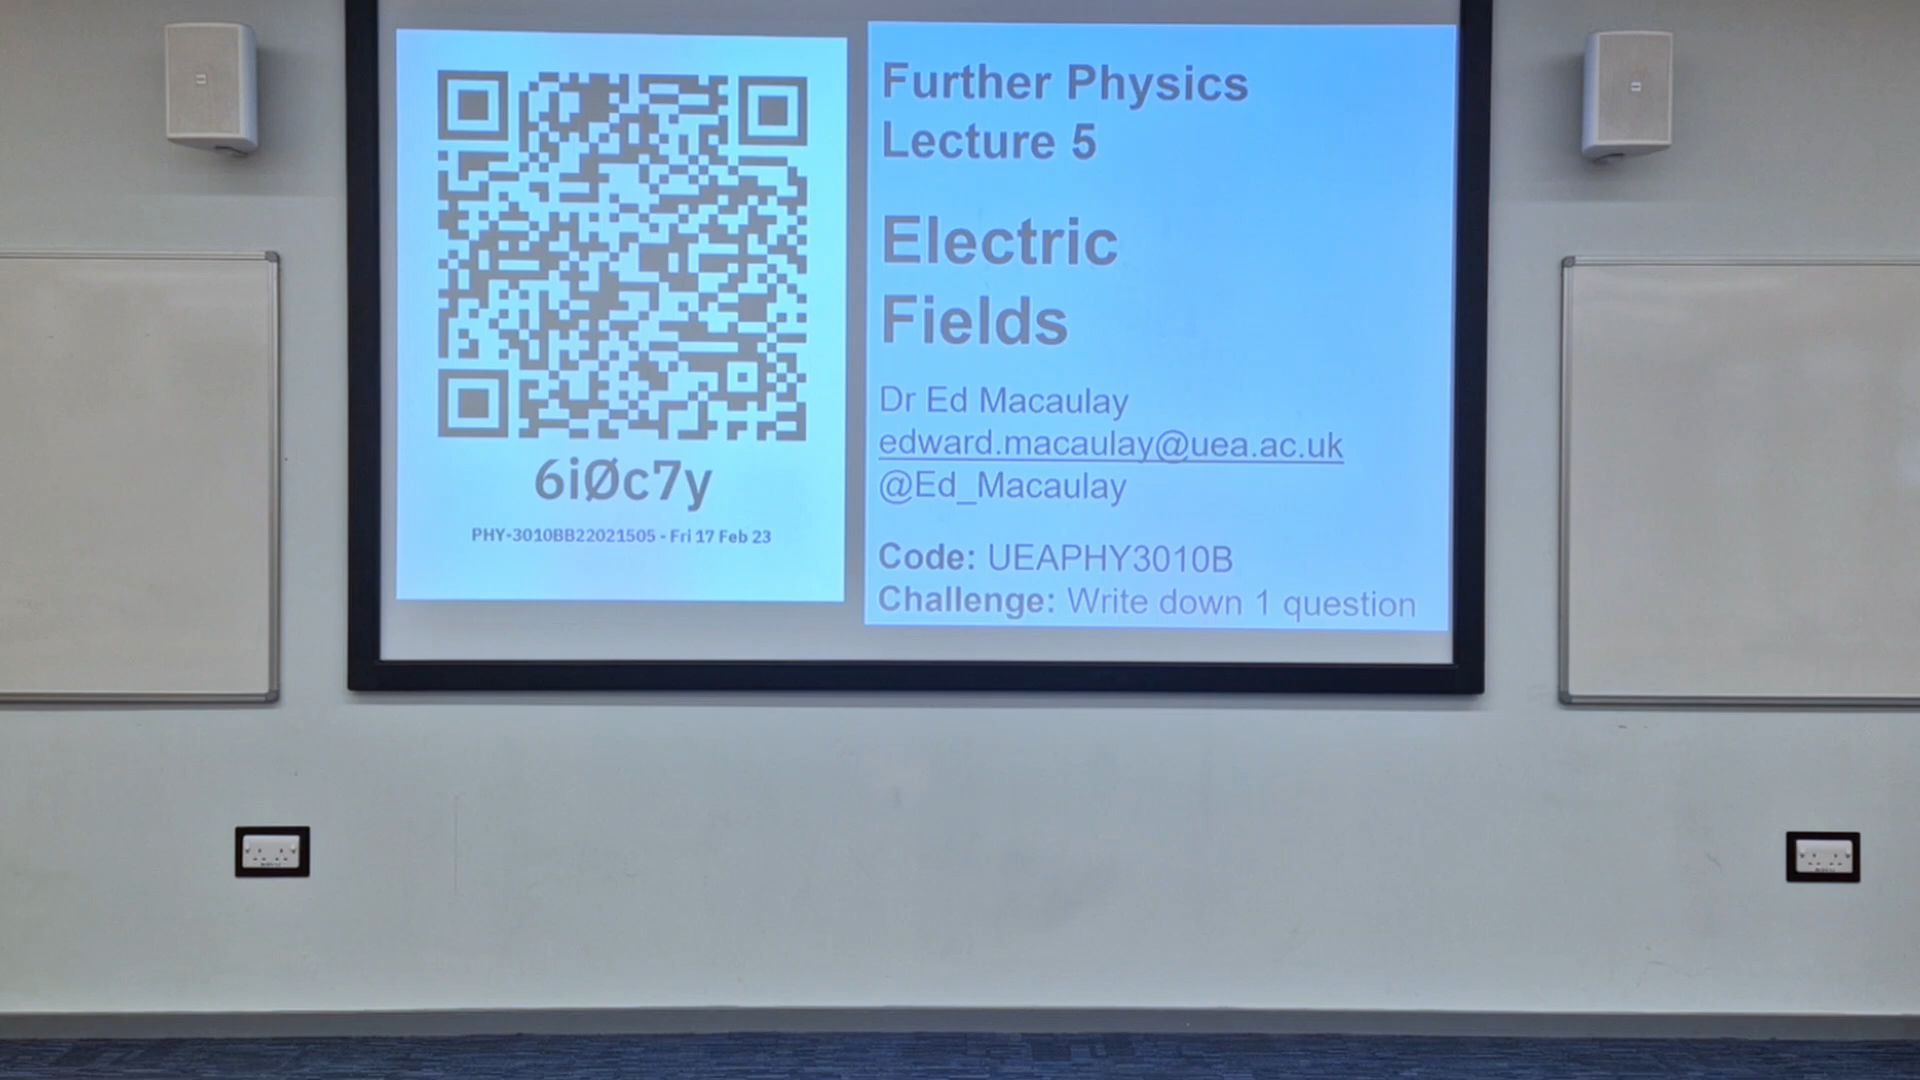 6iØc7y
PHY-3010BB22021505 - Fri 17 Feb 23
Further Physics
Lecture 5
Electric
Fields
Dr Ed Macaulay
edward.macaulay@uea.ac.uk
@Ed_Macaulay
Code: UEAPHY3010B
Challenge: Write down 1 question